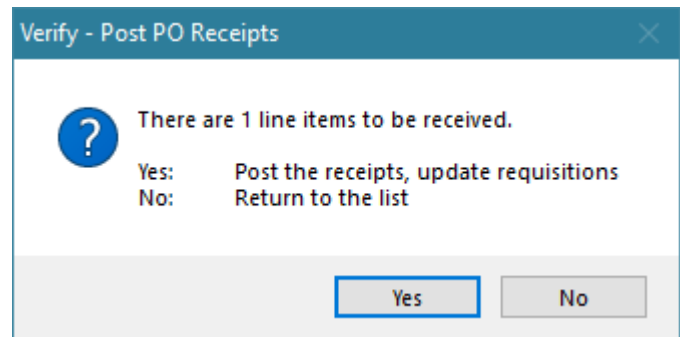 Verify - Post PO Receipts
?
There are 1 line items to be received.
Yes: Post the receipts, update requisitions
No: Return to the list
Yes No